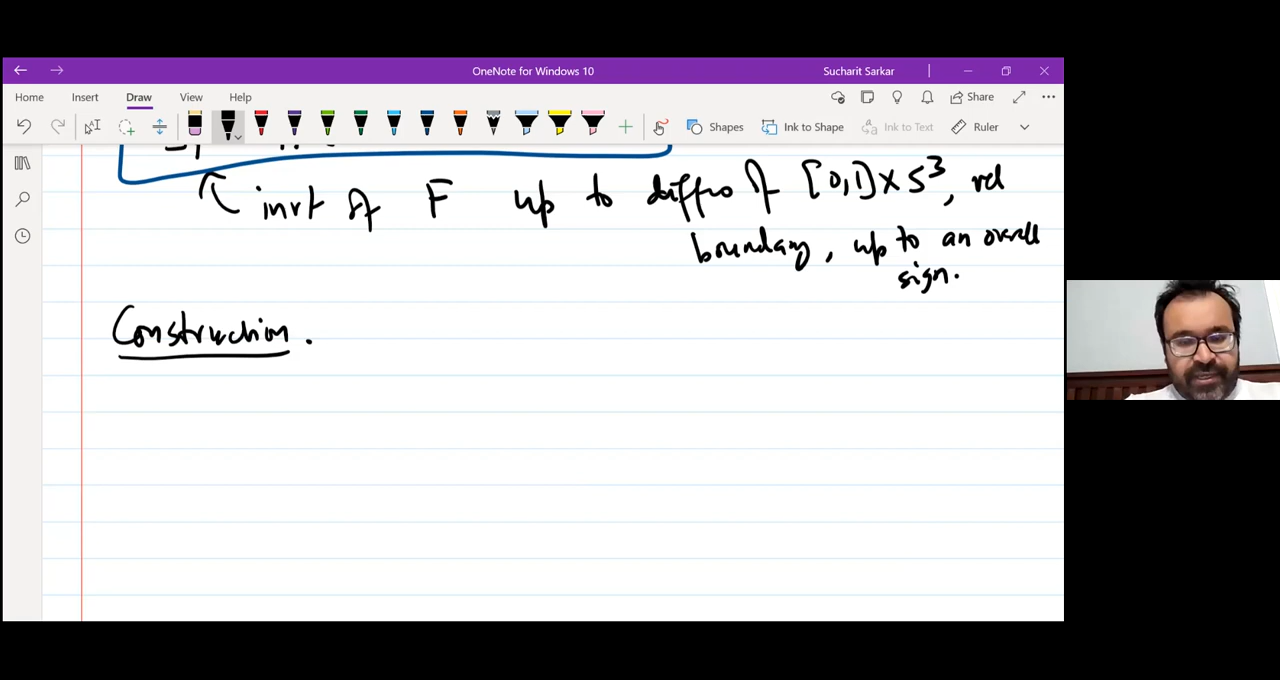 OneNote for Windows 10
Sucharit Sarkar
Home Insert Draw View Help
Share
Shapes Ink to Shape Ink to Text Ruler
invt of F up to diffeo of [0,1]×S³, rel
boundary, up to an overall
sign.
Construction.